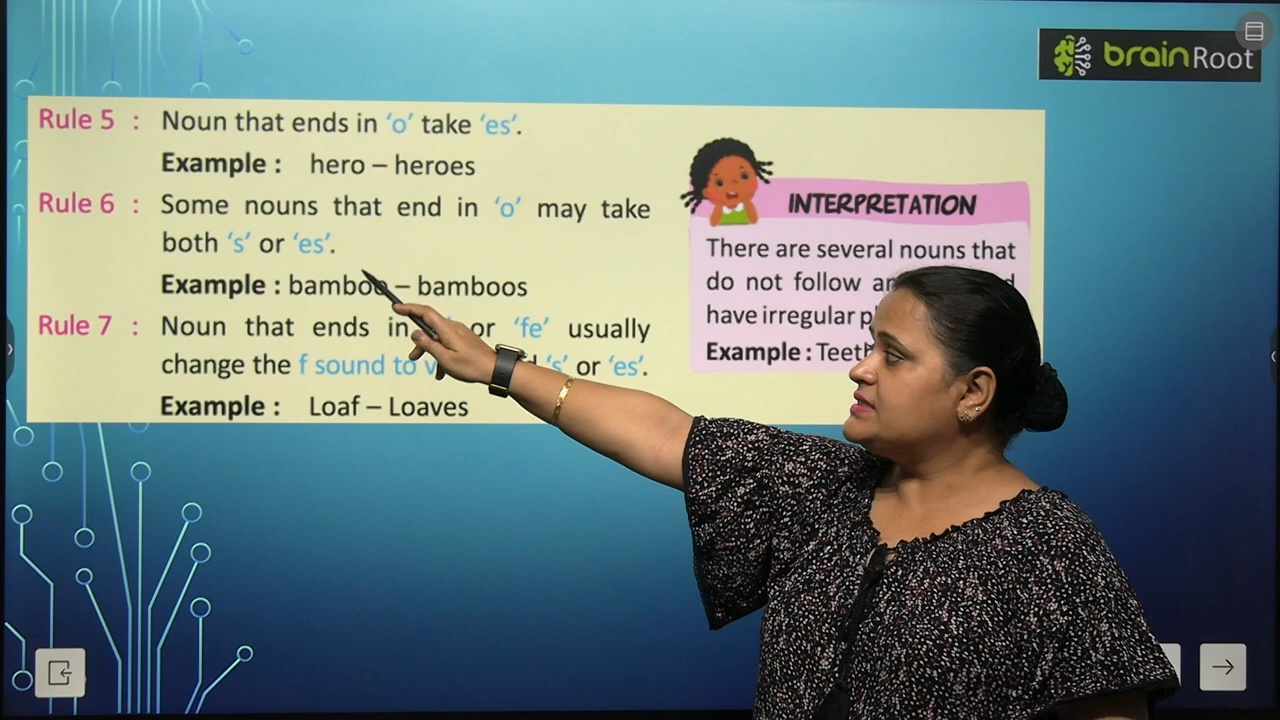 brainRoot
Rule 5 : Noun that ends in ‘o’ take ‘es’.
Example : hero – heroes
Rule 6 : Some nouns that end in ‘o’ may take
both ‘s’ or ‘es’.
Example : bamboo – bamboos
Rule 7 : Noun that ends in or ‘fe’ usually
change the f sound to ‘s’ or ‘es’.
Example : Loaf – Loaves
INTERPRETATION
There are several nouns that
do not follow
have irregular
Example : Teeth